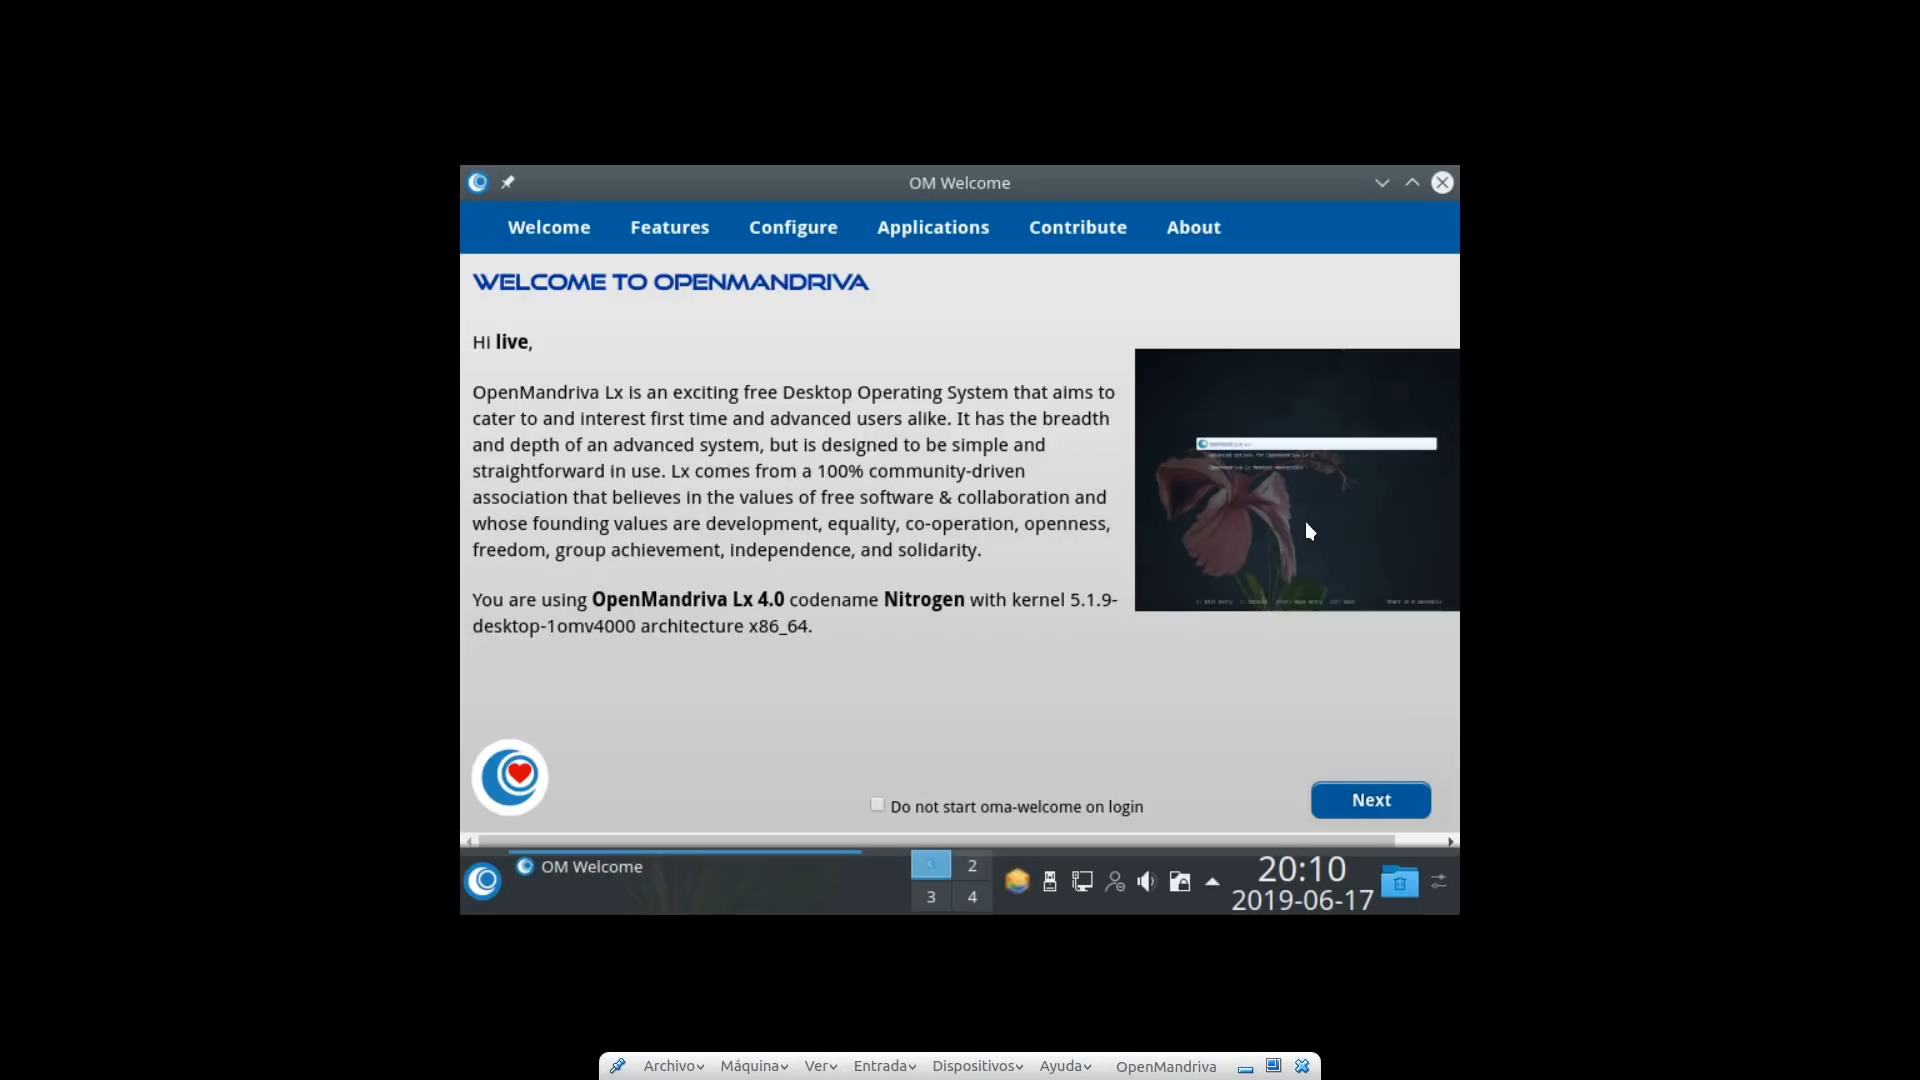 OM Welcome
Welcome Features Configure Applications Contribute About
WELCOME TO OPENMANDRIVA
Hi live,
OpenMandriva Lx is an exciting free Desktop Operating System that aims to
cater to and interest first time and advanced users alike. It has the breadth
and depth of an advanced system, but is designed to be simple and
straightforward in use. Lx comes from a 100% community-driven
association that believes in the values of free software & collaboration and
whose founding values are development, equality, co-operation, openness,
freedom, group achievement, independence, and solidarity.
You are using OpenMandriva Lx 4.0 codename Nitrogen with kernel 5.1.9-
desktop-1omv4000 architecture x86_64.
Do not start oma-welcome on login
Next
OM Welcome
2
3 4
20:10
2019-06-17
Archivo Máquina Ver Entrada Dispositivos Ayuda OpenMandriva